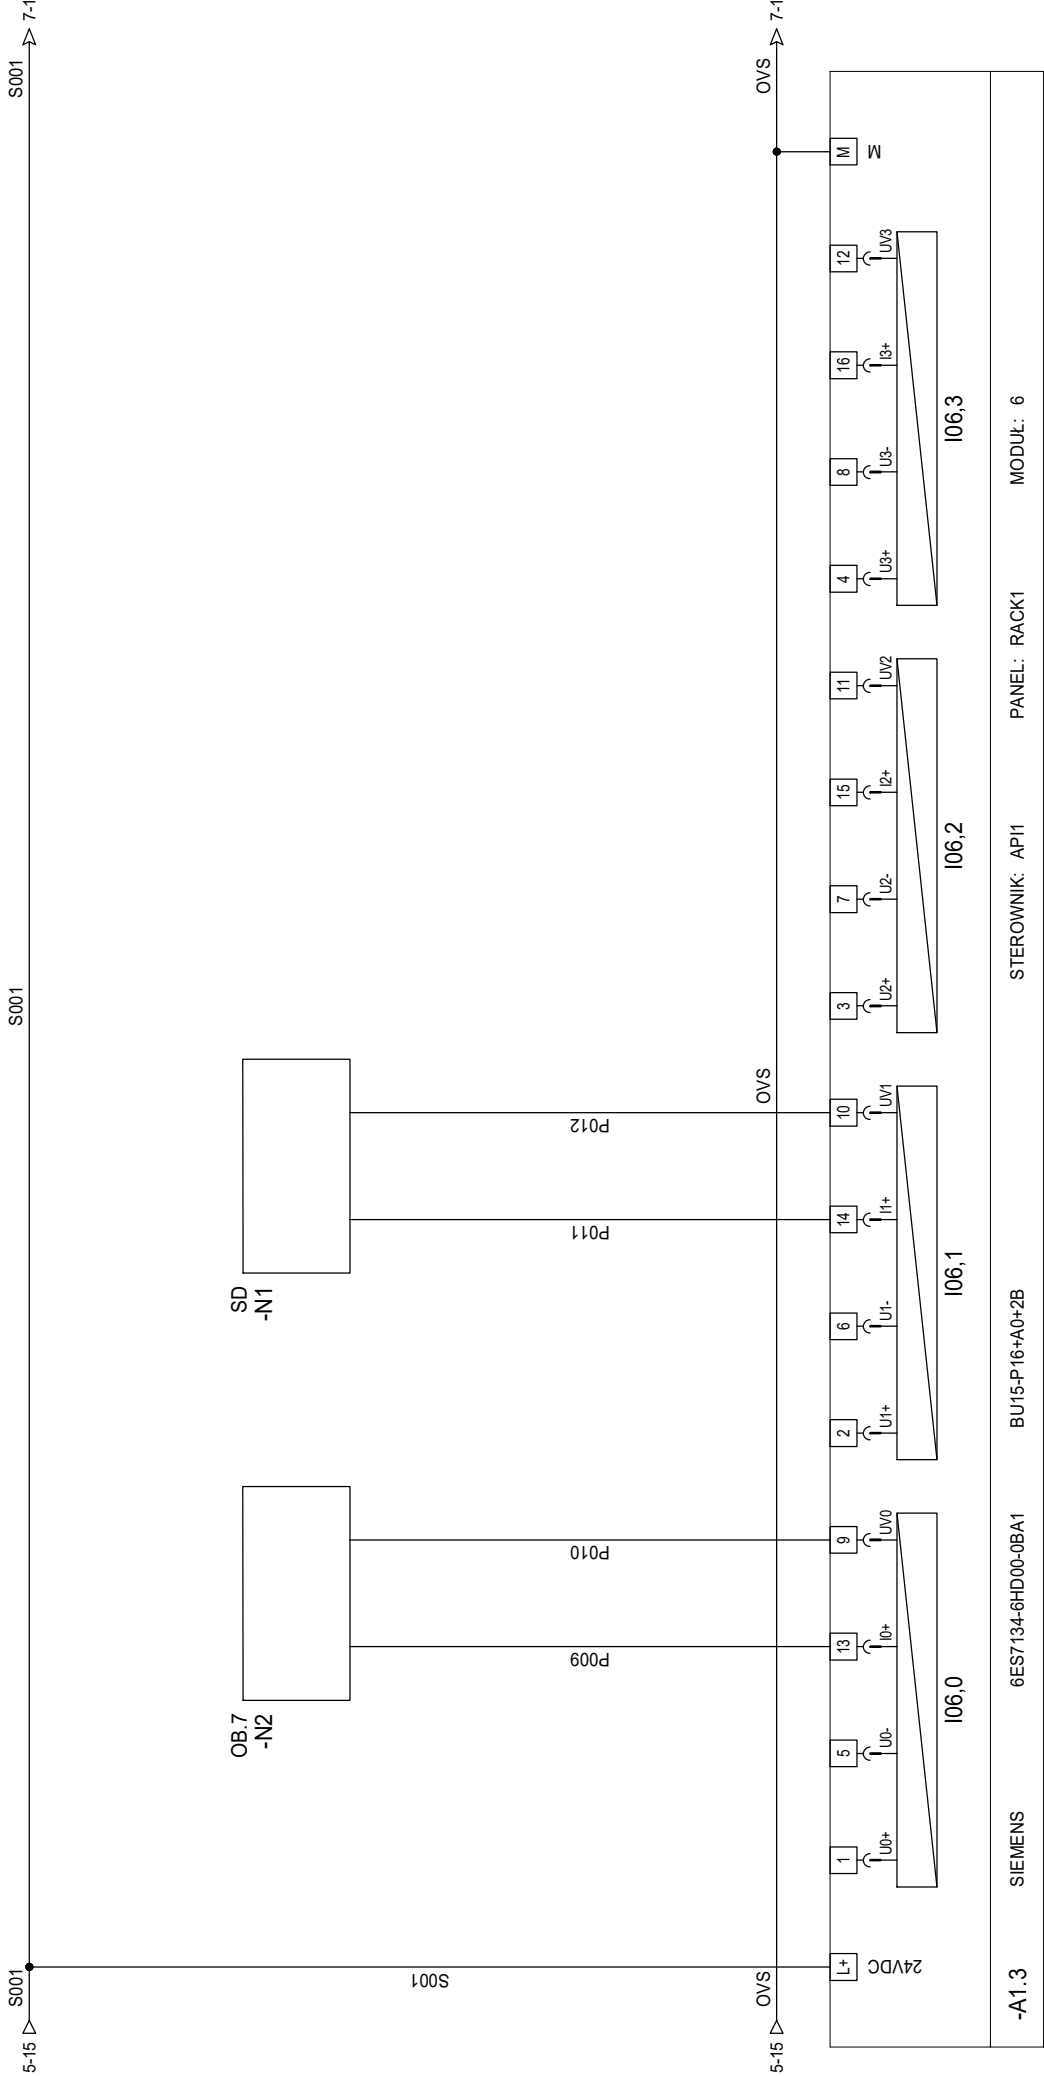 5-15 S001 S001 S001 7-1
S001
OB.7
-N2
SD
-N1
P009 P010 P011 P012
5-15 OVS OVS OVS 7-1
L+ 1 5 13 9 2 6 14 10 3 7 15 11 4 8 16 12 M
24VDC U0+ U0- I0+ UV0 U1+ U1- I1+ UV1 U2+ U2- I2+ UV2 U3+ U3- I3+ UV3 M
I06,0 I06,1 I06,2 I06,3
-A1.3 SIEMENS 6ES7134-6HD00-0BA1 BU15-P16+A0+2B STEROWNIK: API1 PANEL: RACK1 MODUŁ: 6